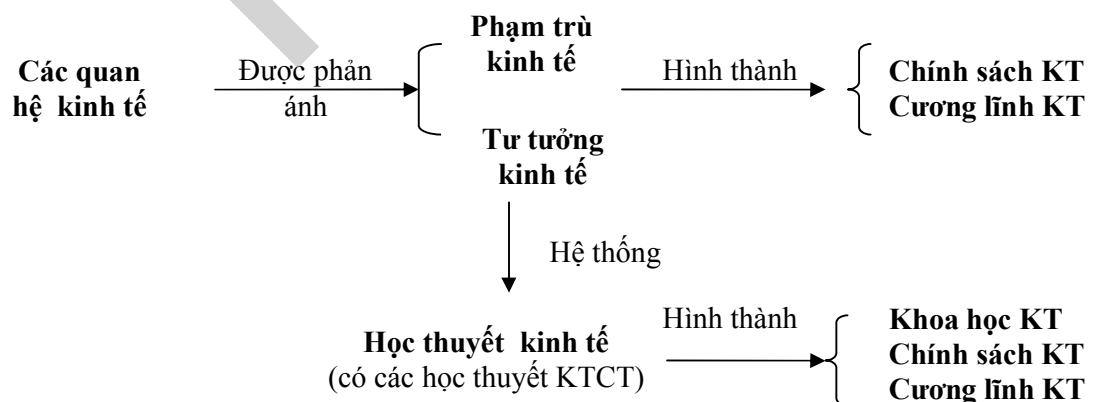 Các quan
hệ kinh tế
Được phản
ánh
Phạm trù
kinh tế
Tư tưởng
kinh tế
Hình thành
Chính sách KT
Cương lĩnh KT
Hệ thống
Học thuyết kinh tế
(có các học thuyết KTCT)
Hình thành
Khoa học KT
Chính sách KT
Cương lĩnh KT